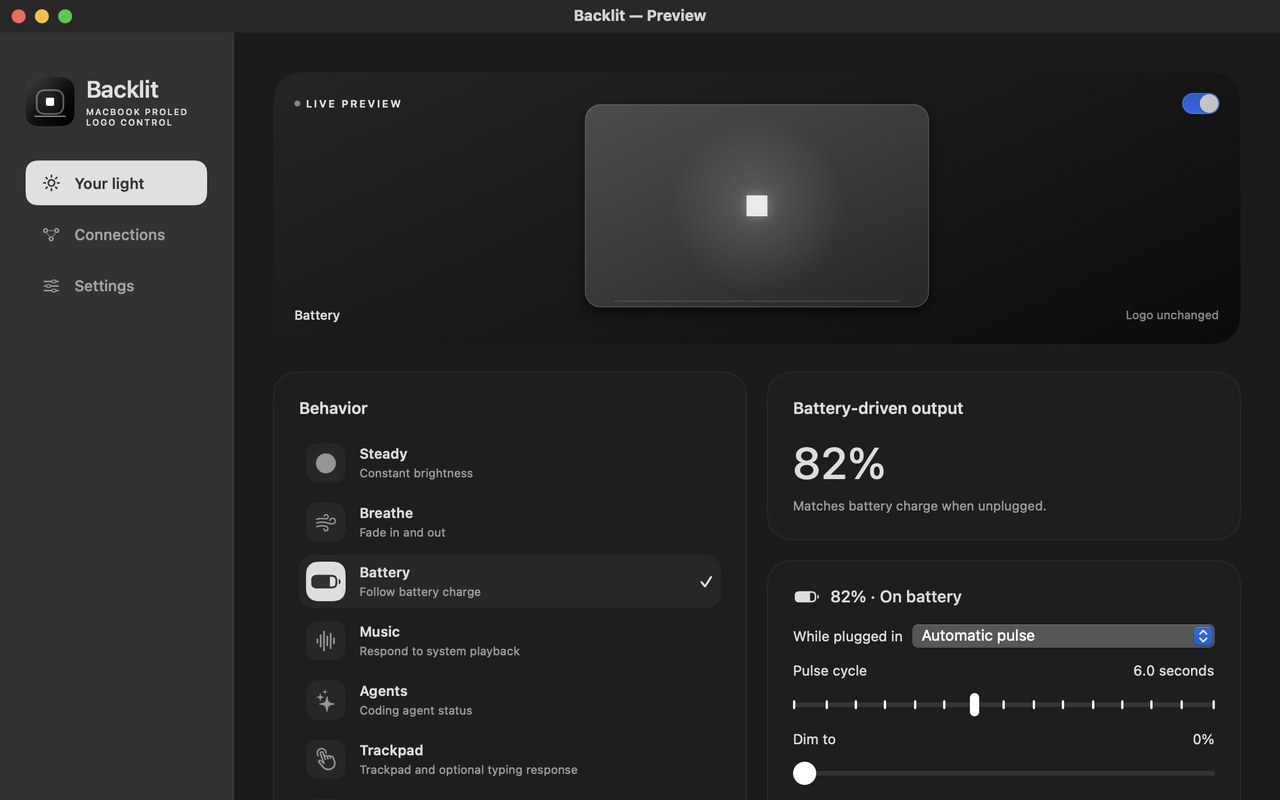 Backlit — Preview
Backlit
MACBOOK PROLED
LOGO CONTROL
Your light
Connections
Settings
LIVE PREVIEW
Battery
Logo unchanged
Behavior
Steady
Constant brightness
Breathe
Fade in and out
Battery
Follow battery charge
Music
Respond to system playback
Agents
Coding agent status
Trackpad
Trackpad and optional typing response
Battery-driven output
82%
Matches battery charge when unplugged.
82% · On battery
While plugged in Automatic pulse
Pulse cycle 6.0 seconds
Dim to 0%